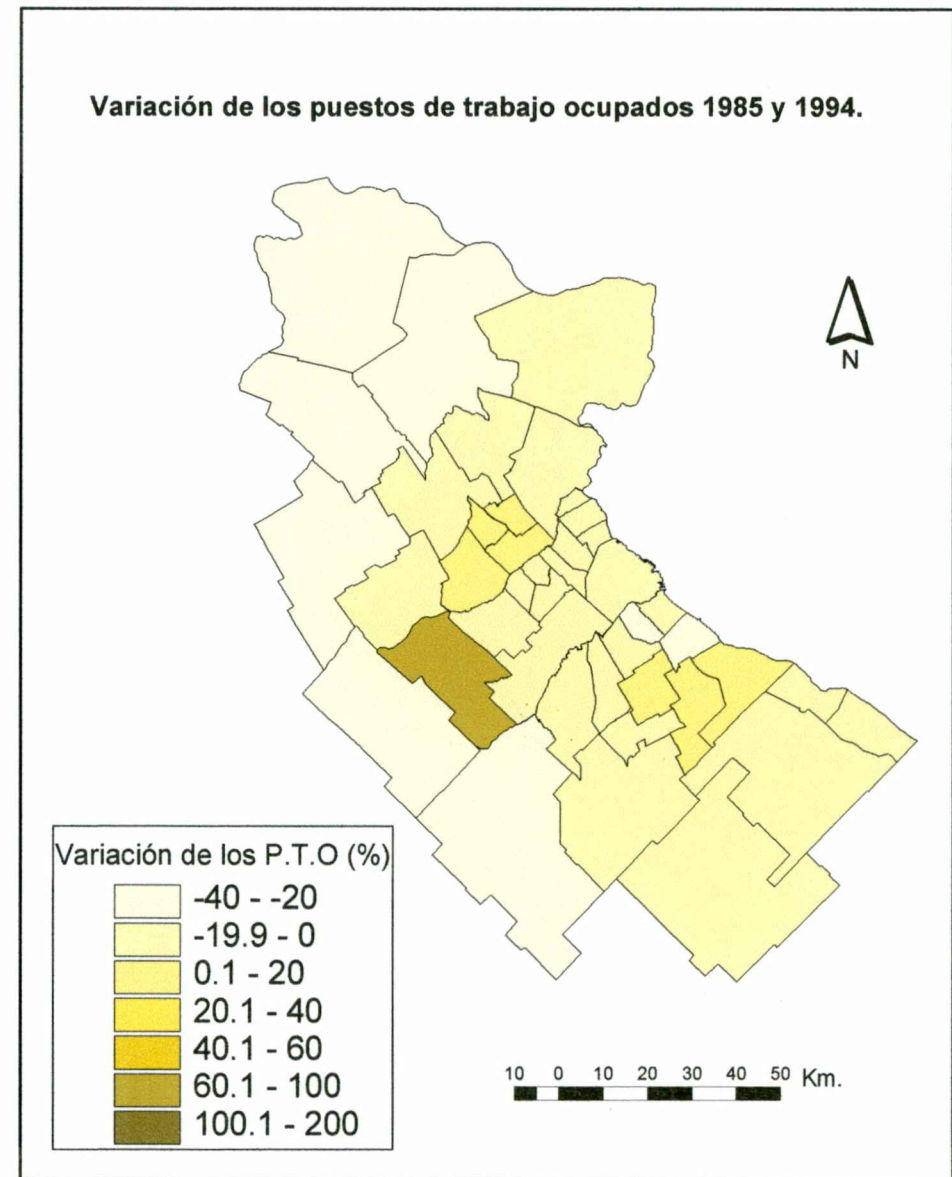 Variación de los puestos de trabajo ocupados 1985 y 1994.
N
Variación de los P.T.O (%)
-40 - -20
-19.9 - 0
0.1 - 20
20.1 - 40
40.1 - 60
60.1 - 100
100.1 - 200
10 0 10 20 30 40 50 Km.